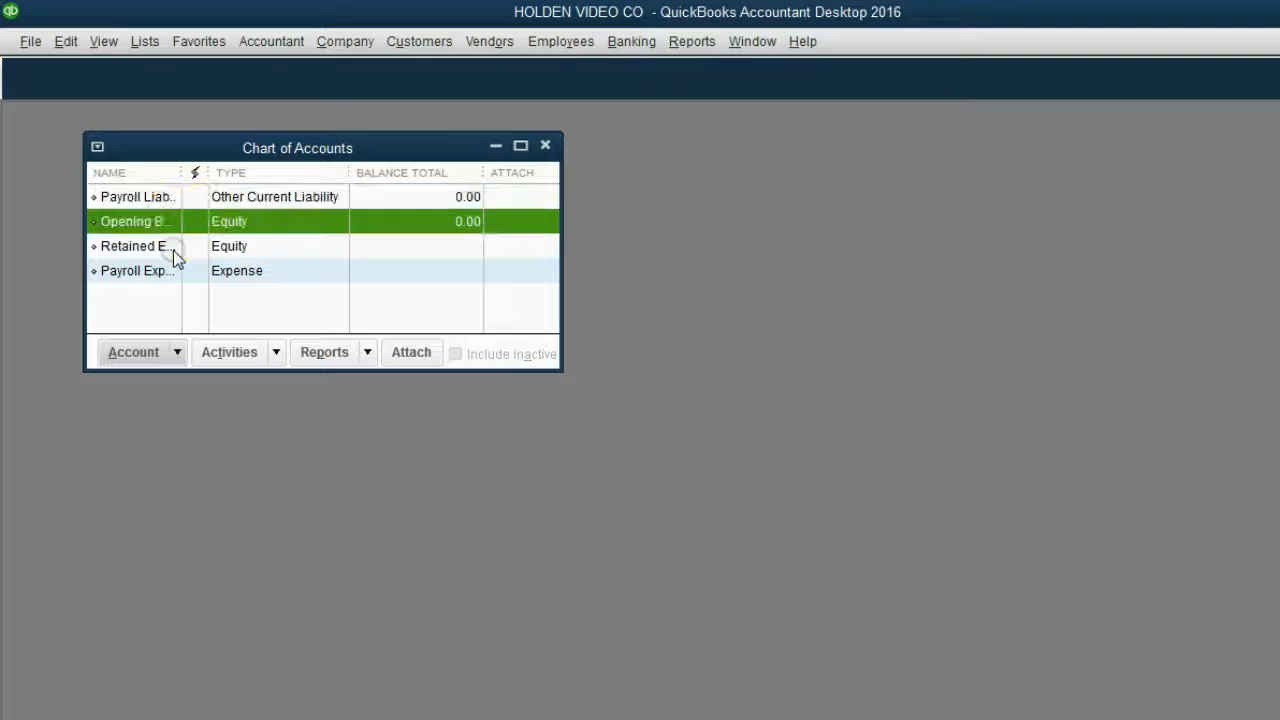 qb
HOLDEN VIDEO CO - QuickBooks Accountant Desktop 2016
File Edit View Lists Favorites Accountant Company Customers Vendors Employees Banking Reports Window Help
Chart of Accounts
NAME TYPE BALANCE TOTAL ATTACH
Payroll Liab.. Other Current Liability 0.00
Opening B... Equity 0.00
Retained E... Equity
Payroll Exp... Expense
Account Activities Reports Attach Include inactive